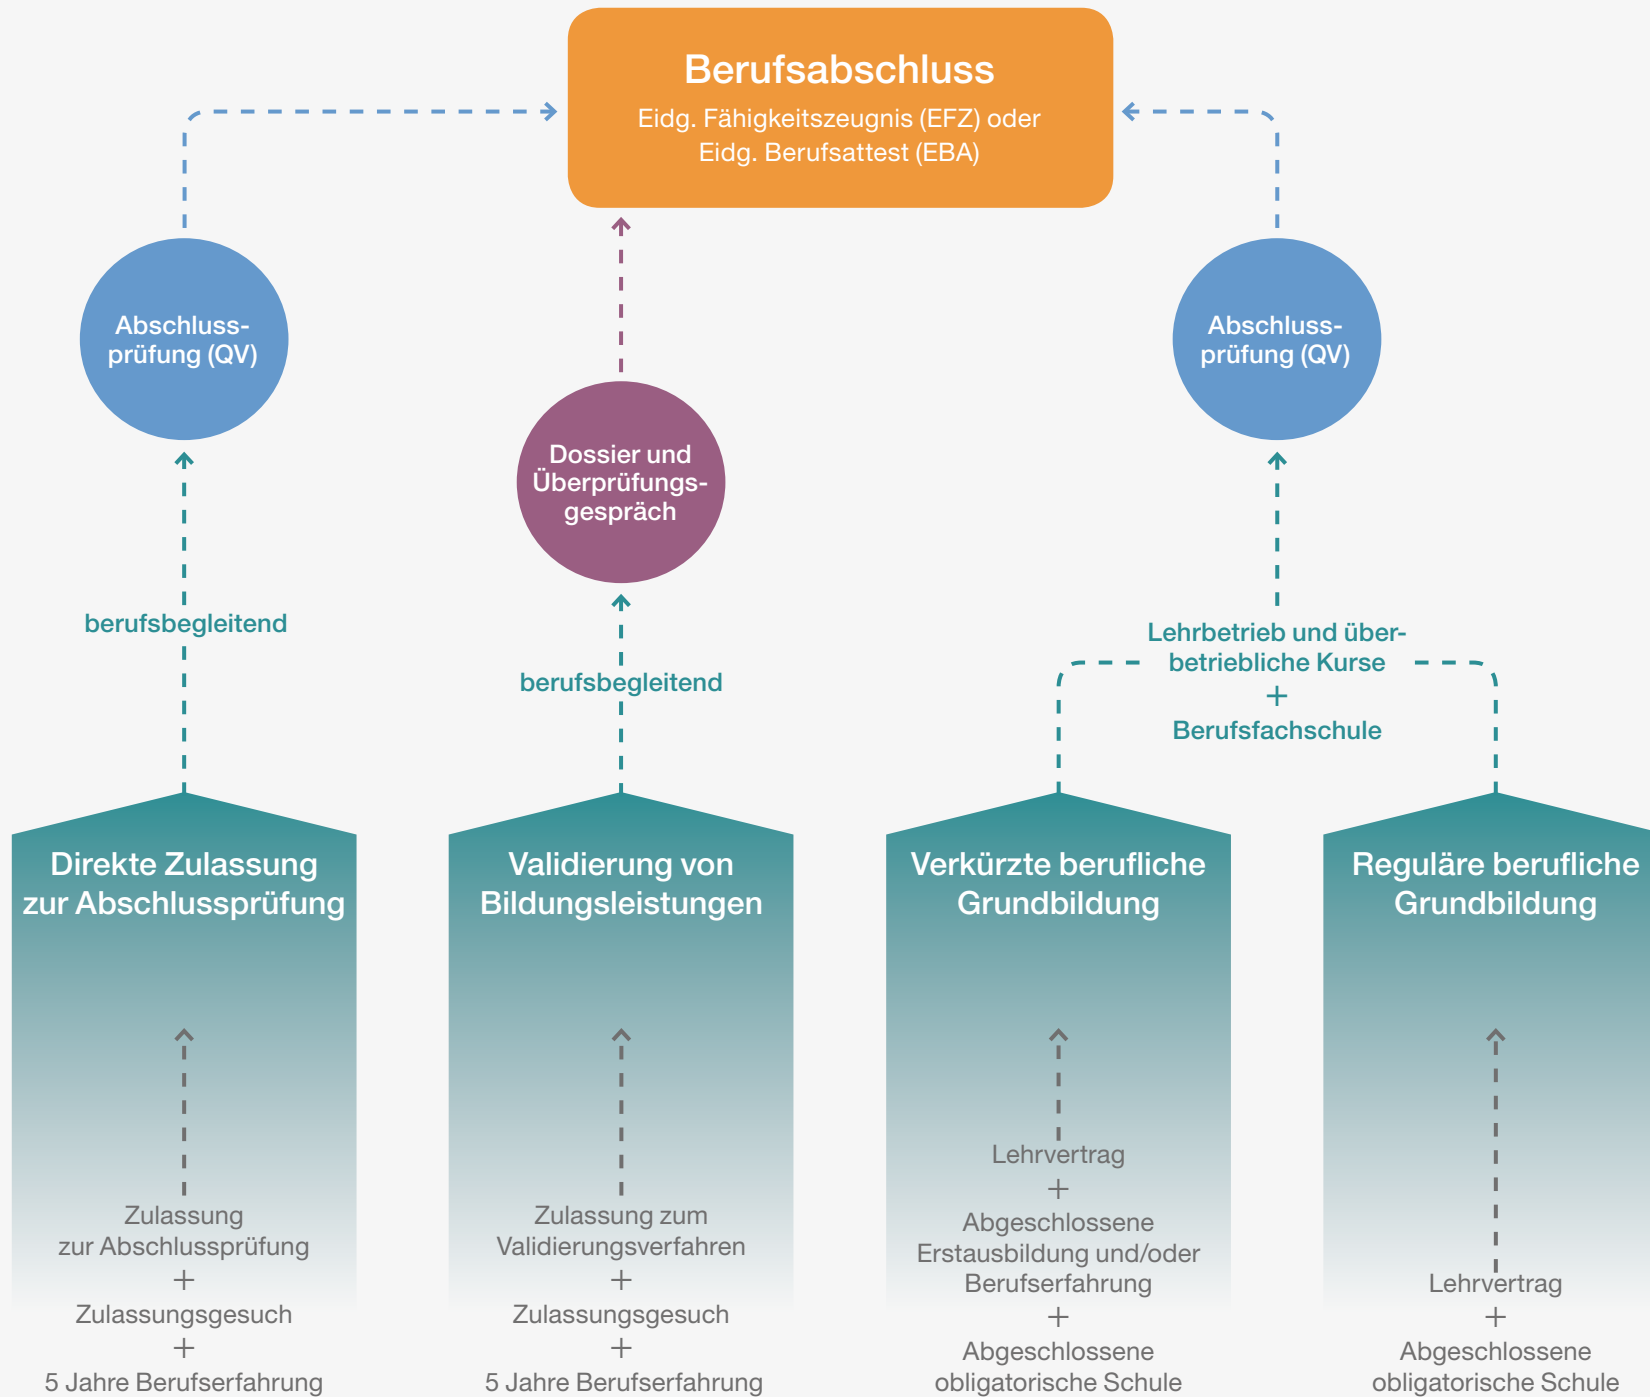 Berufsabschluss
Eidg. Fähigkeitszeugnis (EFZ) oder
Eidg. Berufsattest (EBA)
Abschluss-
prüfung (QV)
Dossier und
Überprüfungs-
gespräch
Abschluss-
prüfung (QV)
berufsbegleitend
berufsbegleitend
Lehrbetrieb und über-
betriebliche Kurse
+
Berufsfachschule
Direkte Zulassung
zur Abschlussprüfung
Zulassung
zur Abschlussprüfung
+
Zulassungsgesuch
+
5 Jahre Berufserfahrung
Validierung von
Bildungsleistungen
Zulassung zum
Validierungsverfahren
+
Zulassungsgesuch
+
5 Jahre Berufserfahrung
Verkürzte berufliche
Grundbildung
Lehrvertrag
+
Abgeschlossene
Erstausbildung und/oder
Berufserfahrung
+
Abgeschlossene
obligatorische Schule
Reguläre berufliche
Grundbildung
Lehrvertrag
+
Abgeschlossene
obligatorische Schule